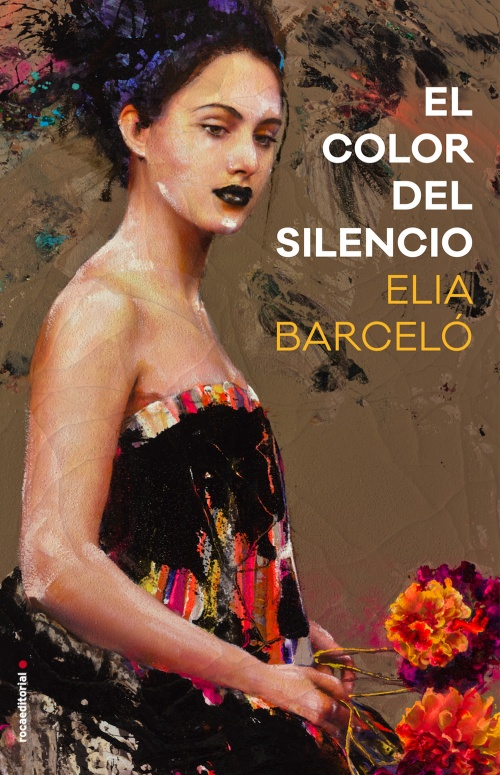 EL
COLOR
DEL
SILENCIO
ELIA
BARCELÓ
rocaeditorial